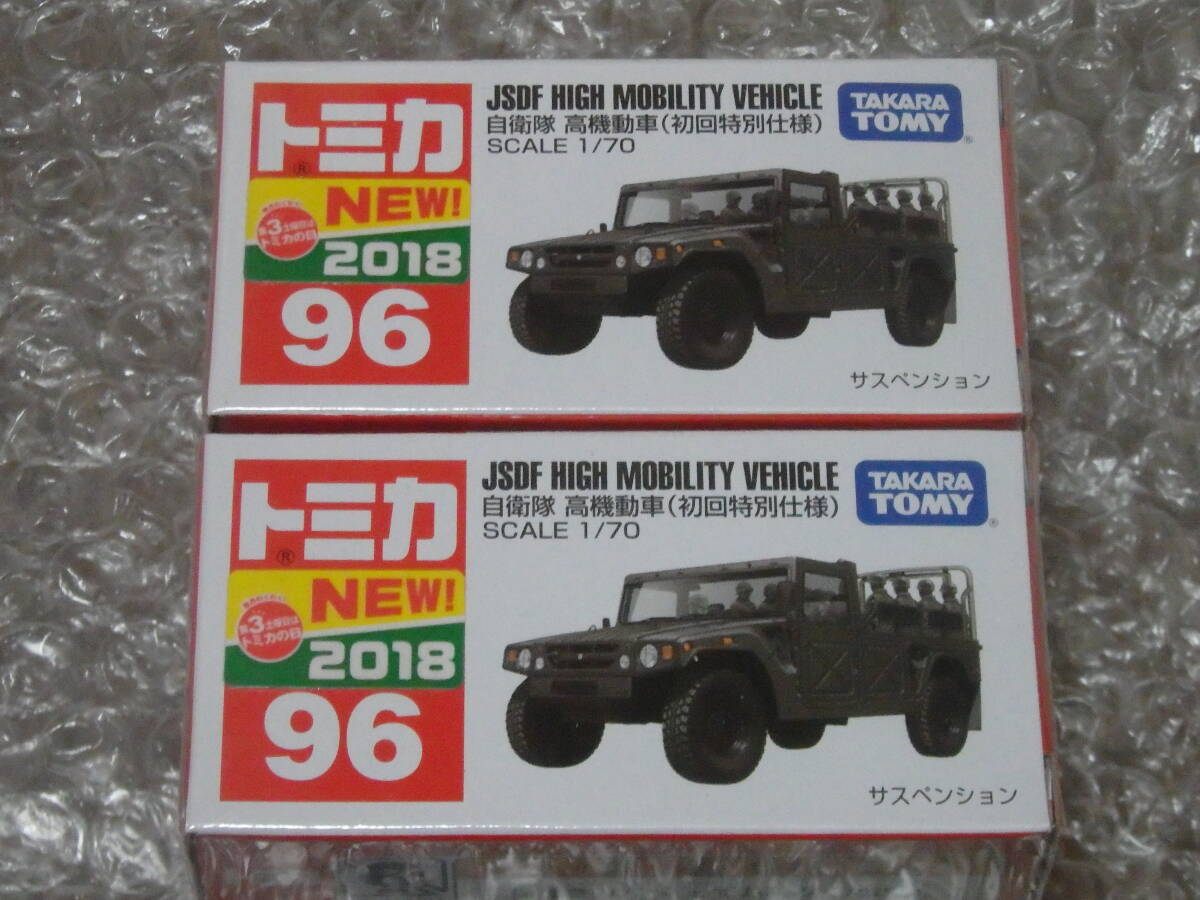 トミカ
®
NEW!
第3土曜日は
トミカの日
2018
96
JSDF HIGH MOBILITY VEHICLE
自衛隊 高機動車(初回特別仕様)
SCALE 1/70
TAKARA
TOMY
®
サスペンション
トミカ
®
NEW!
第3土曜日は
トミカの日
2018
96
JSDF HIGH MOBILITY VEHICLE
自衛隊 高機動車(初回特別仕様)
SCALE 1/70
TAKARA
TOMY
®
サスペンション